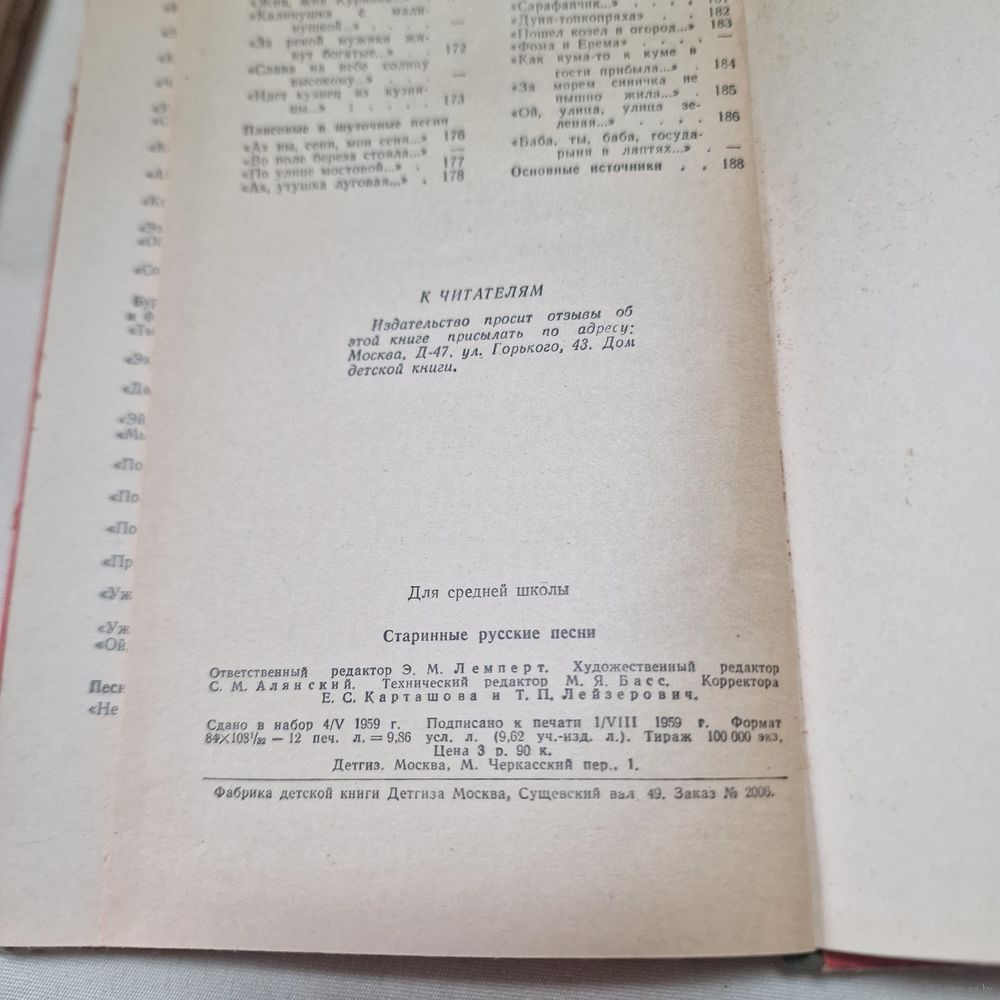 «Калинушка с мали-
нушкой...»
«За рекой мужики жи-
вут богатые...» 172
«Слава на небе солнцу
высокому...» —
«Идет кузнец из кузни-
цы...» 173
Плясовые и шуточные песни
«Ах вы, сени, мои сени...» 176
«Во поле береза стояла...» —
«По улице мостовой...» 177
«Ах, утушка луговая...» 178
«Сарафанчик...»
«Дуня-тонкопряха» 182
«Пошел козел в огород...» 183
«Фома и Ерема» —
«Как кума-то к куме в
гости прибыла...» 184
«За морем синичка не
пышно жила...» 185
«Ой, улица, улица зе-
леная...» 186
«Баба, ты, баба, госуда-
рыня в лаптях...» —
Основные источники 188
К ЧИТАТЕЛЯМ
Издательство просит отзывы об
этой книге присылать по адресу:
Москва, Д-47, ул. Горького, 43. Дом
детской книги.
Для средней школы
Старинные русские песни
Ответственный редактор Э. М. Лемперт. Художественный редактор
С. М. Алянский. Технический редактор М. Я. Басс. Корректора
Е. С. Карташова и Т. П. Лейзерович.
Сдано в набор 4/V 1959 г. Подписано к печати 1/VIII 1959 г. Формат
84×108¹/₃₂ — 12 печ. л. = 9,86 усл. л. (9,62 уч.-изд. л.). Тираж 100 000 экз.
Цена 3 р. 90 к.
Детгиз. Москва, М. Черкасский пер., 1.
Фабрика детской книги Детгиза Москва, Сущевский вал 49. Заказ № 2006.